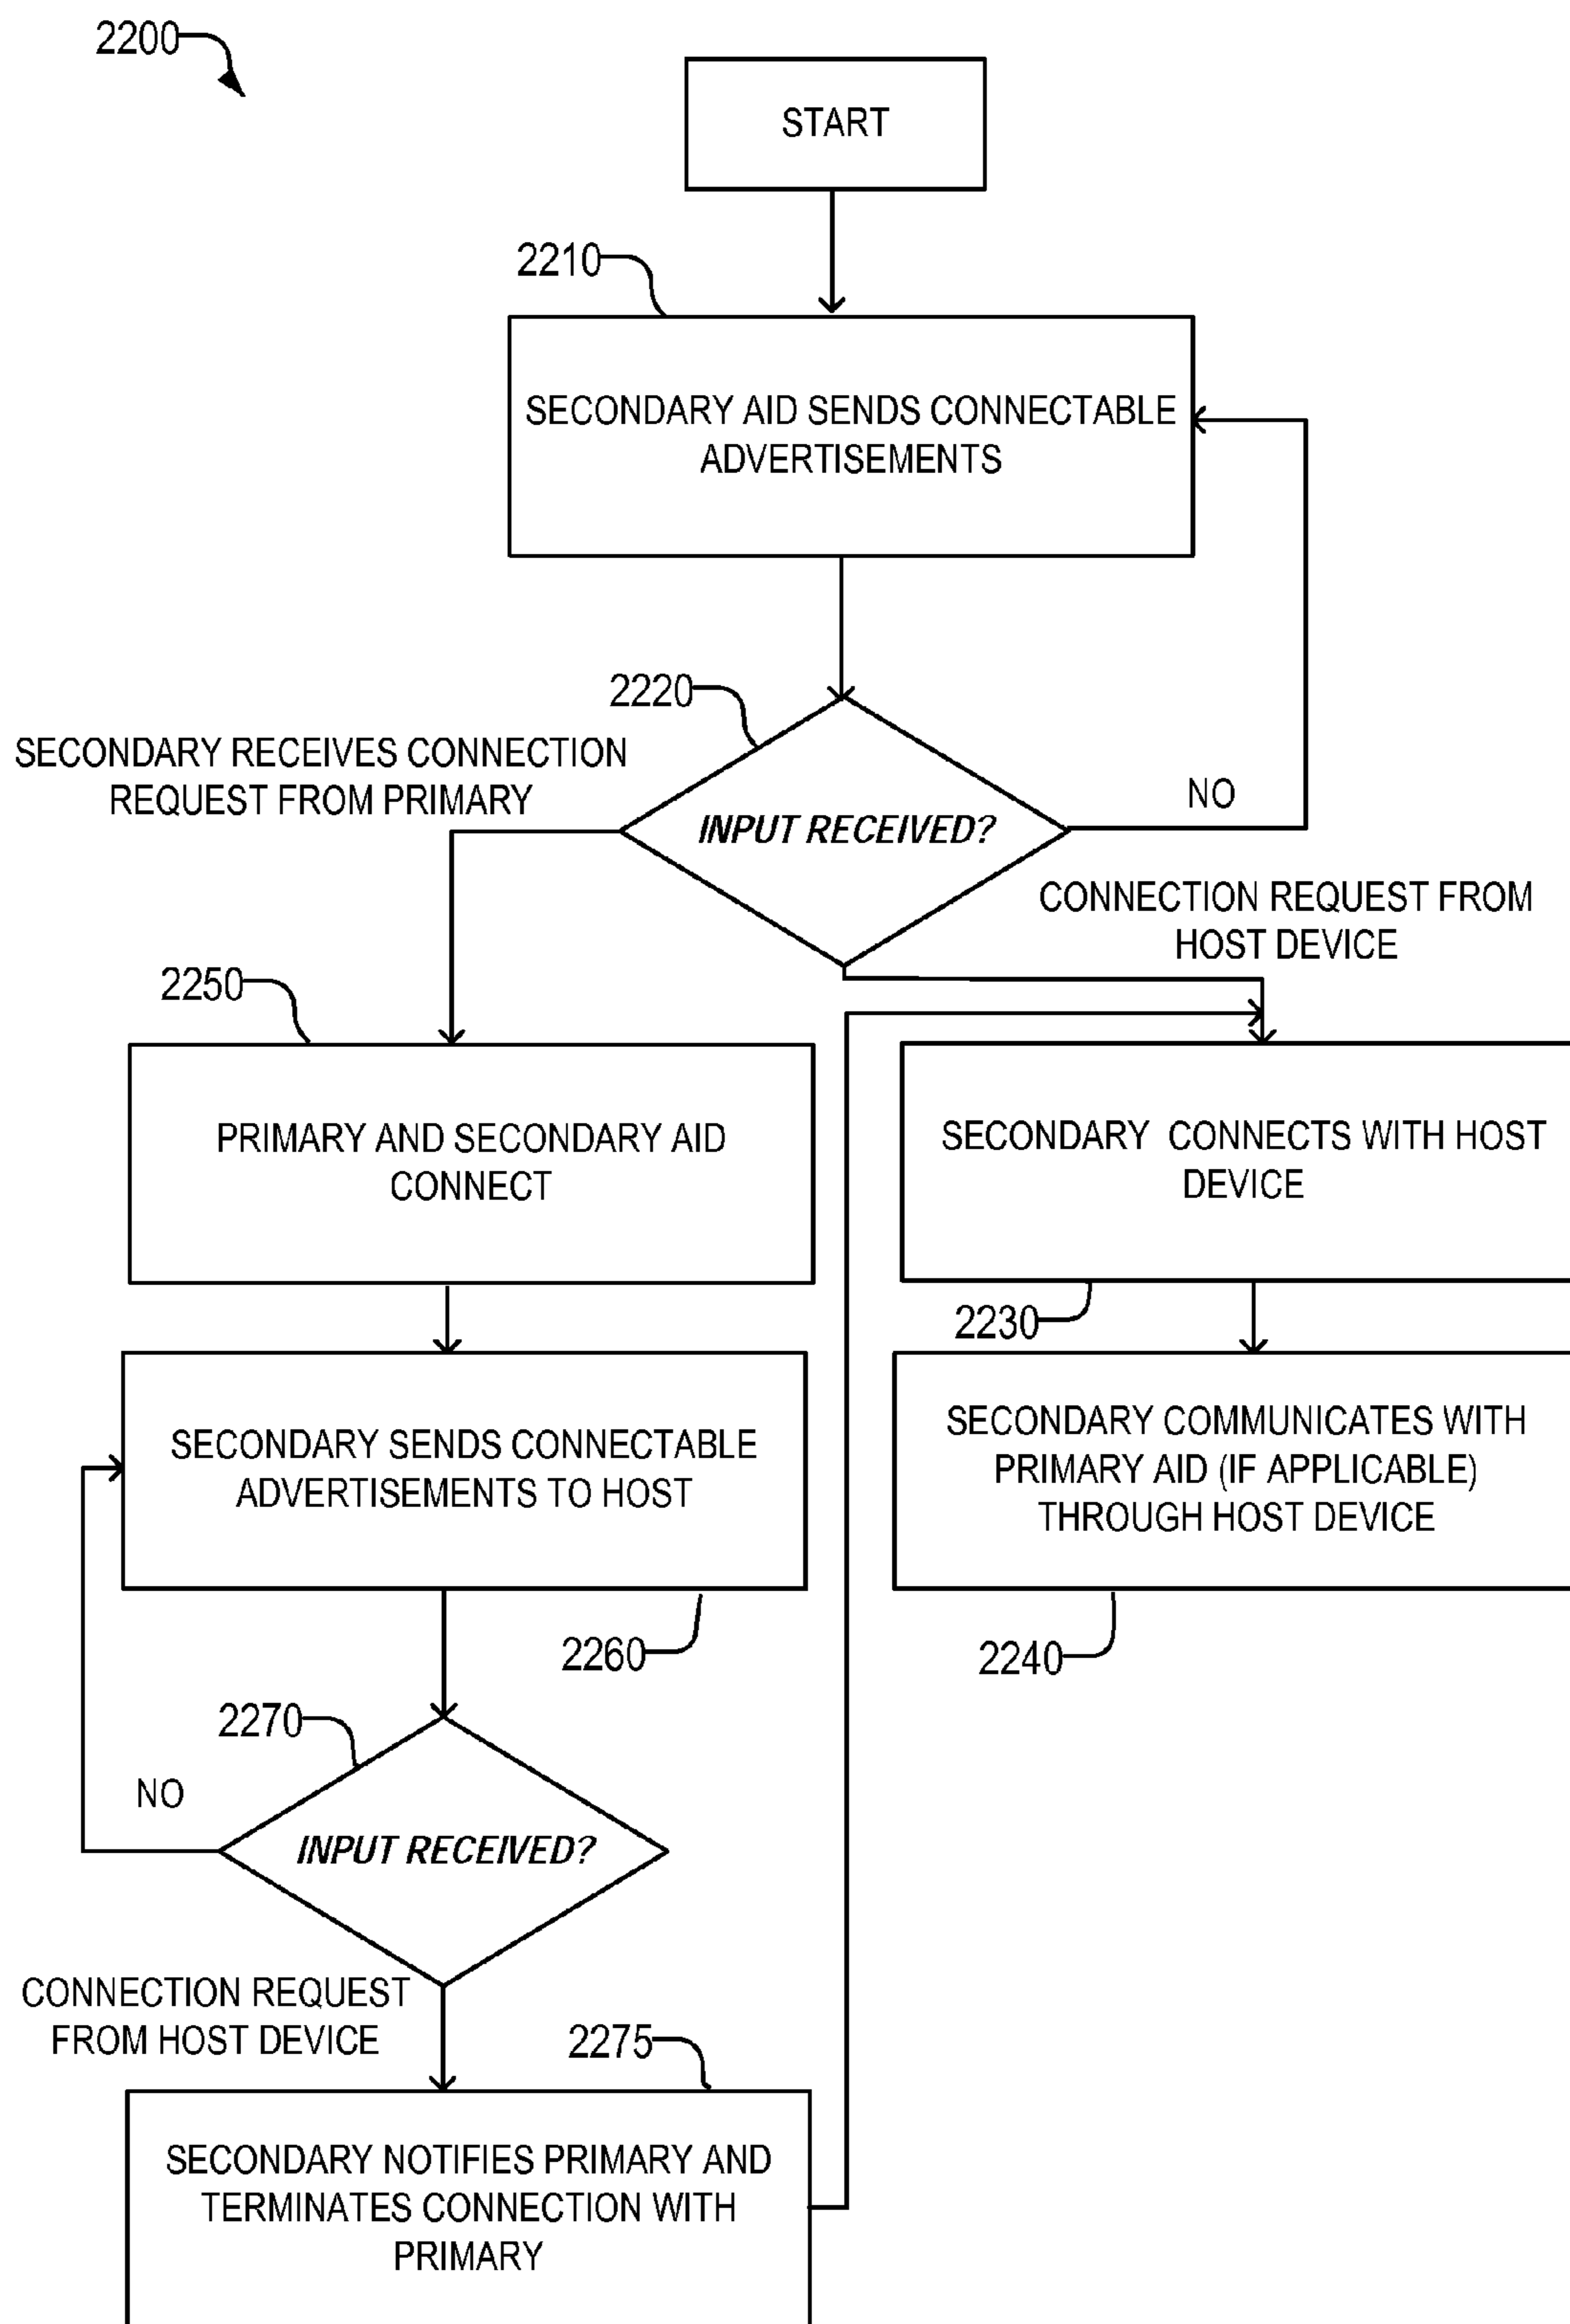 2200
START
2210
SECONDARY AID SENDS CONNECTABLE
ADVERTISEMENTS
2220
SECONDARY RECEIVES CONNECTION
REQUEST FROM PRIMARY
INPUT RECEIVED?
NO
CONNECTION REQUEST FROM
HOST DEVICE
2250
PRIMARY AND SECONDARY AID
CONNECT
SECONDARY CONNECTS WITH HOST
DEVICE
2230
SECONDARY SENDS CONNECTABLE
ADVERTISEMENTS TO HOST
2260
SECONDARY COMMUNICATES WITH
PRIMARY AID (IF APPLICABLE)
THROUGH HOST DEVICE
2240
2270
NO
INPUT RECEIVED?
CONNECTION REQUEST
FROM HOST DEVICE
2275
SECONDARY NOTIFIES PRIMARY AND
TERMINATES CONNECTION WITH
PRIMARY